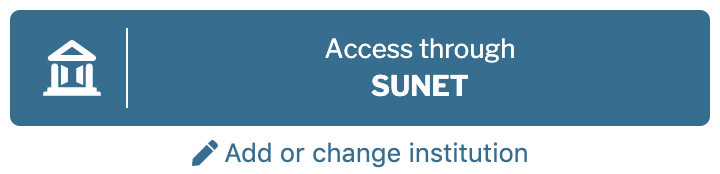 Access through
SUNET
Add or change institution